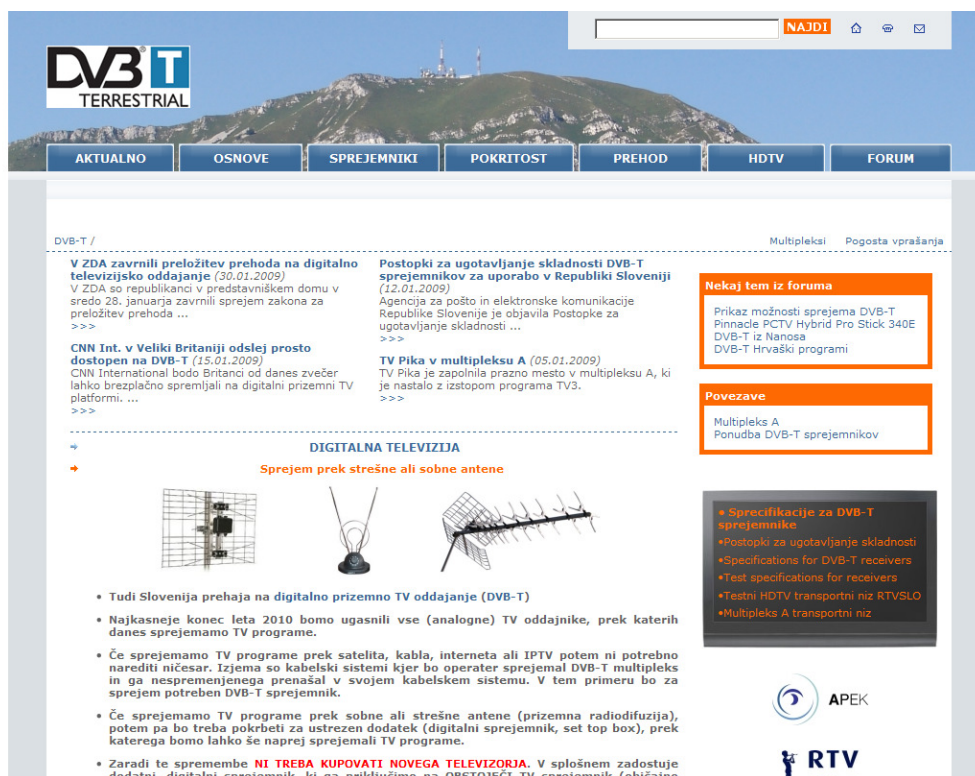 NAJDI
DVB T
TERRESTRIAL
AKTUALNO OSNOVE SPREJEMNIKI POKRITOST PREHOD HDTV FORUM
DVB-T /
Multipleksi Pogosta vprašanja
V ZDA zavrnili preložitev prehoda na digitalno
televizijsko oddajanje (30.01.2009)
V ZDA so republikanci v predstavniškem domu v
sredo 28. januarja zavrnili sprejem zakona za
preložitev prehoda ...
>>>
CNN Int. v Veliki Britaniji odslej prosto
dostopen na DVB-T (15.01.2009)
CNN International bodo Britanci od danes zvečer
lahko brezplačno spremljali na digitalni prizemni TV
platformi. ...
>>>
Postopki za ugotavljanje skladnosti DVB-T
sprejemnikov za uporabo v Republiki Sloveniji
(12.01.2009)
Agencija za pošto in elektronske komunikacije
Republike Slovenije je objavila Postopke za
ugotavljanje skladnosti ...
>>>
TV Pika v multipleksu A (05.01.2009)
TV Pika je zapolnila prazno mesto v multipleksu A, ki
je nastalo z izstopom programa TV3.
>>>
DIGITALNA TELEVIZIJA
Sprejem prek strešne ali sobne antene
• Tudi Slovenija prehaja na digitalno prizemno TV oddajanje (DVB-T)
• Najkasneje konec leta 2010 bomo ugasnili vse (analogne) TV oddajnike, prek katerih
danes sprejemamo TV programe.
• Če sprejemamo TV programe prek satelita, kabla, interneta ali IPTV potem ni potrebno
narediti ničesar. Izjema so kabelski sistemi kjer bo operater sprejemal DVB-T multipleks
in ga nespremenjenega prenašal v svojem kabelskem sistemu. V tem primeru bo za
sprejem potreben DVB-T sprejemnik.
• Če sprejemamo TV programe prek sobne ali strešne antene (prizemna radiodifuzija),
potem pa bo treba pokrbeti za ustrezen dodatek (digitalni sprejemnik, set top box), prek
katerega bomo lahko še naprej sprejemali TV programe.
• Zaradi te spremembe NI TREBA KUPOVATI NOVEGA TELEVIZORJA. V splošnem zadostuje
dodatni, digitalni sprejemnik, ki ga priključimo na OBSTOJEČI TV sprejemnik (običajno
Nekaj tem iz foruma
Prikaz možnosti sprejema DVB-T
Pinnacle PCTV Hybrid Pro Stick 340E
DVB-T iz Nanosa
DVB-T Hrvaški programi
Povezave
Multipleks A
Ponudba DVB-T sprejemnikov
• Sprecifikacije za DVB-T
sprejemnike
•Postopki za ugotavljanje skladnosti
•Specifications for DVB-T receivers
•Test specifications for receivers
•Testni HDTV transportni niz RTVSLO
•Multipleks A transportni niz
APEK
RTV